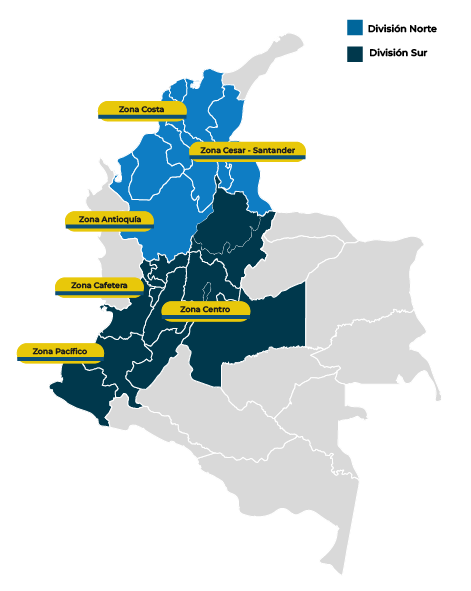 División Norte
División Sur
Zona Costa
Zona Cesar - Santander
Zona Antioquía
Zona Cafetera
Zona Centro
Zona Pacífico